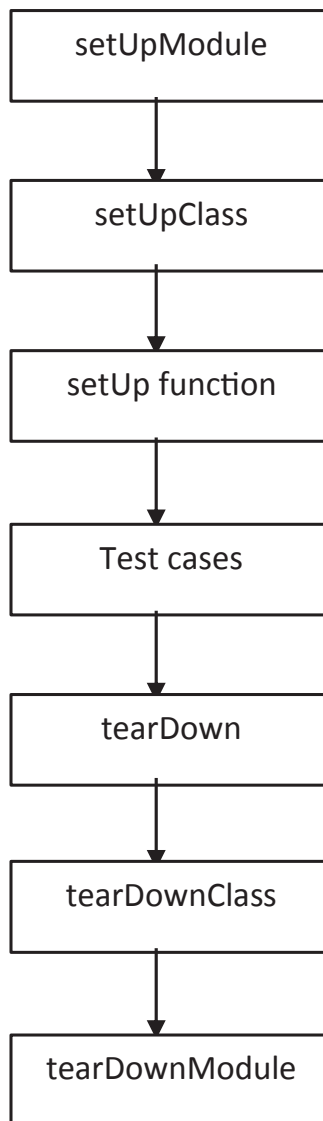 setUpModule
setUpClass
setUp function
Test cases
tearDown
tearDownClass
tearDownModule